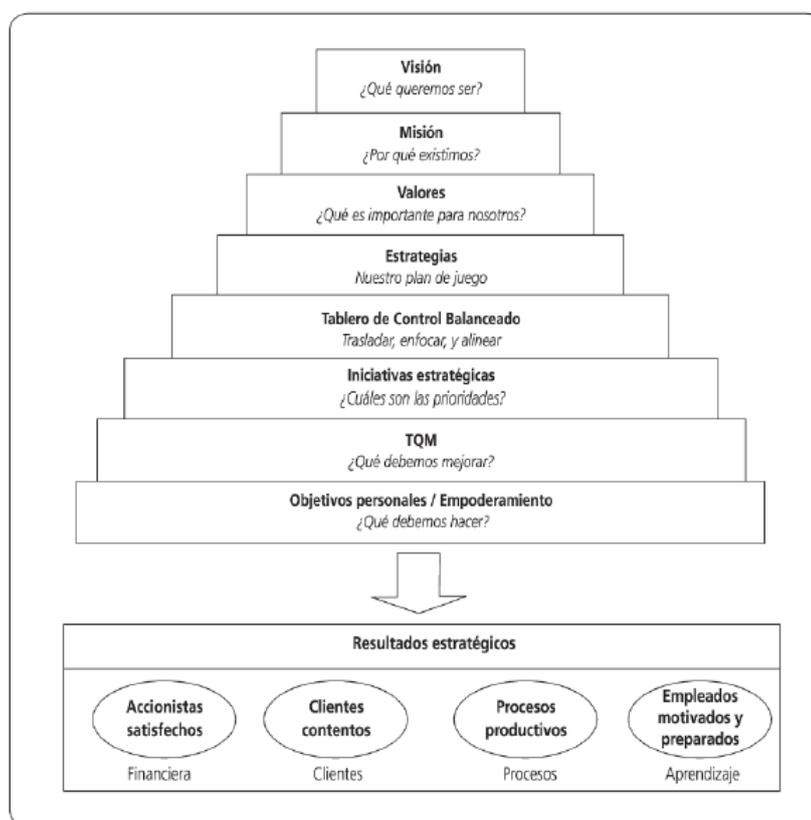 Visión
¿Qué queremos ser?
Misión
¿Por qué existimos?
Valores
¿Qué es importante para nosotros?
Estrategias
Nuestro plan de juego
Tablero de Control Balanceado
Trasladar, enfocar, y alinear
Iniciativas estratégicas
¿Cuáles son las prioridades?
TQM
¿Qué debemos mejorar?
Objetivos personales / Empoderamiento
¿Qué debemos hacer?
Resultados estratégicos
Accionistas
satisfechos
Financiera
Clientes
contentos
Clientes
Procesos
productivos
Procesos
Empleados
motivados y
preparados
Aprendizaje